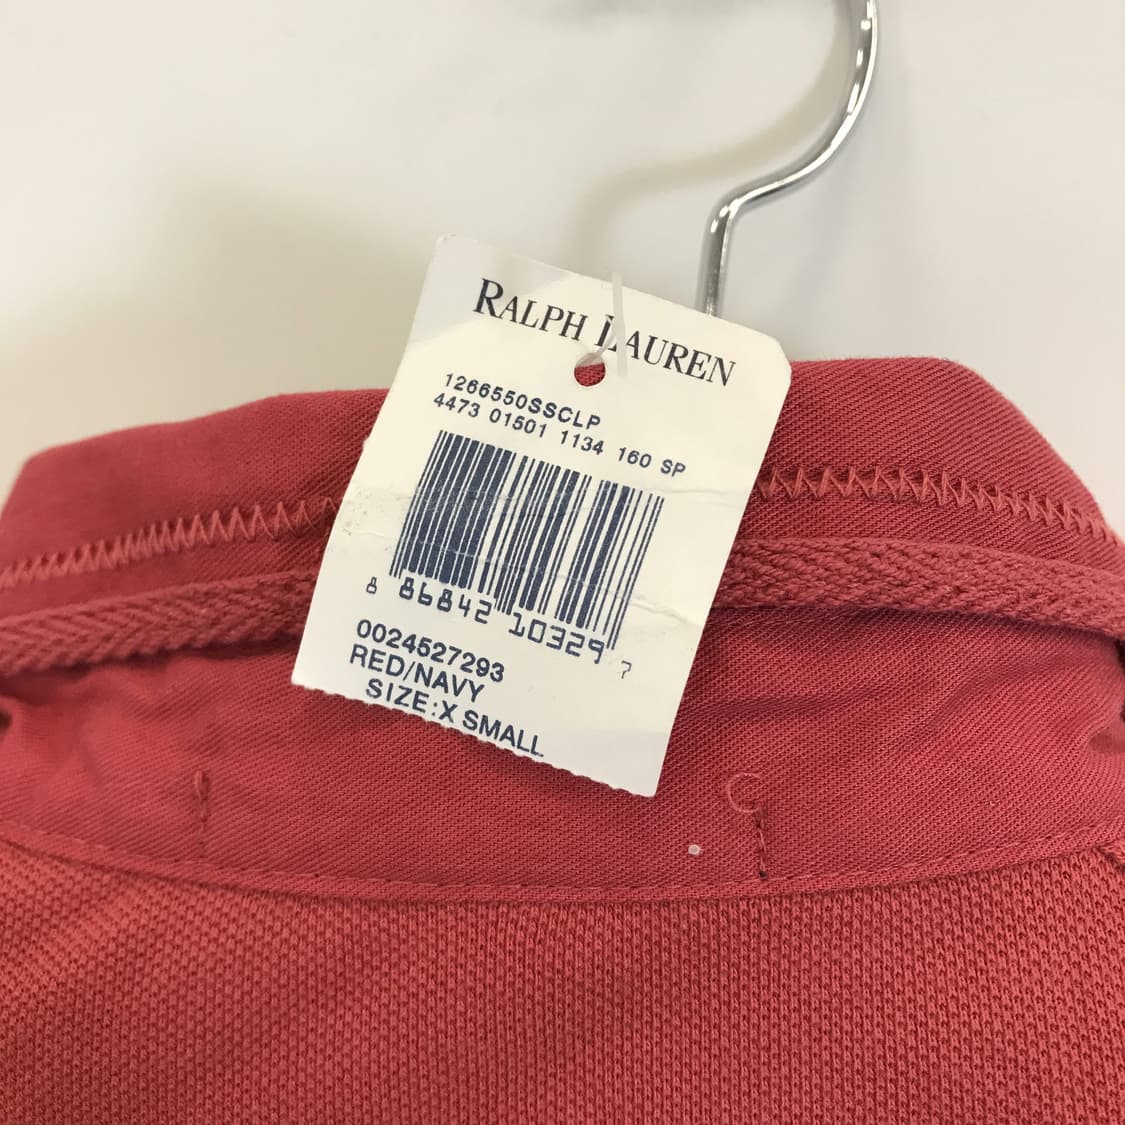 RALPH LAUREN
1266550SSCLP
4473 01501 1134 160 SP
8 86842 10329 7
0024527293
RED/NAVY
SIZE:X SMALL